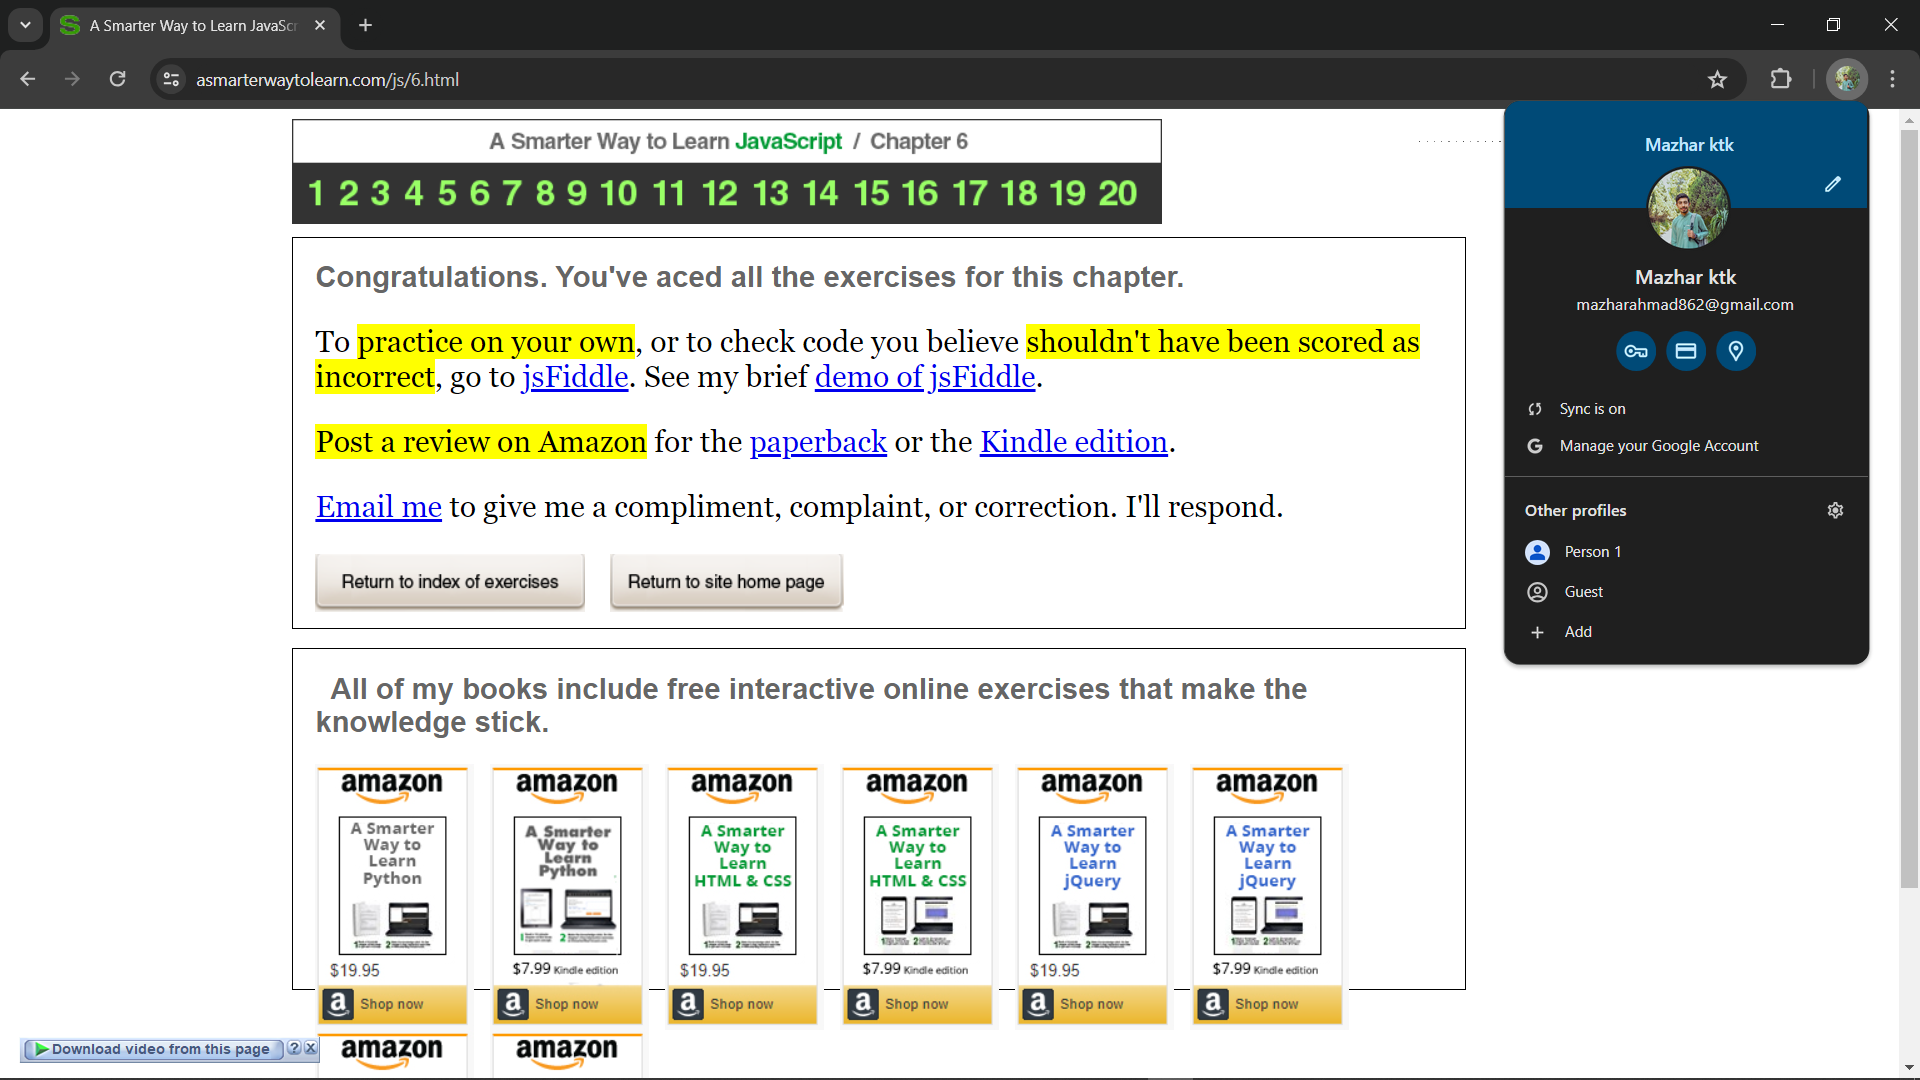 A Smarter Way to Learn JavaScr
asmarterwaytolearn.com/js/6.html
A Smarter Way to Learn JavaScript / Chapter 6
1 2 3 4 5 6 7 8 9 10 11 12 13 14 15 16 17 18 19 20
Congratulations. You've aced all the exercises for this chapter.
To practice on your own, or to check code you believe shouldn't have been scored as
incorrect, go to jsFiddle. See my brief demo of jsFiddle.
Post a review on Amazon for the paperback or the Kindle edition.
Email me to give me a compliment, complaint, or correction. I'll respond.
Return to index of exercises
Return to site home page
Mazhar ktk
Mazhar ktk
mazharahmad862@gmail.com
Sync is on
Manage your Google Account
Other profiles
Person 1
Guest
Add
All of my books include free interactive online exercises that make the
knowledge stick.
amazon
A Smarter
Way to
Learn
Python
$19.95
Shop now
amazon
A Smarter
Way to
Learn
Python
$7.99 Kindle edition
Shop now
amazon
A Smarter
Way to
Learn
HTML & CSS
$19.95
Shop now
amazon
A Smarter
Way to
Learn
HTML & CSS
$7.99 Kindle edition
Shop now
amazon
A Smarter
Way to
Learn
jQuery
$19.95
Shop now
amazon
A Smarter
Way to
Learn
jQuery
$7.99 Kindle edition
Shop now
amazon
amazon
Download video from this page